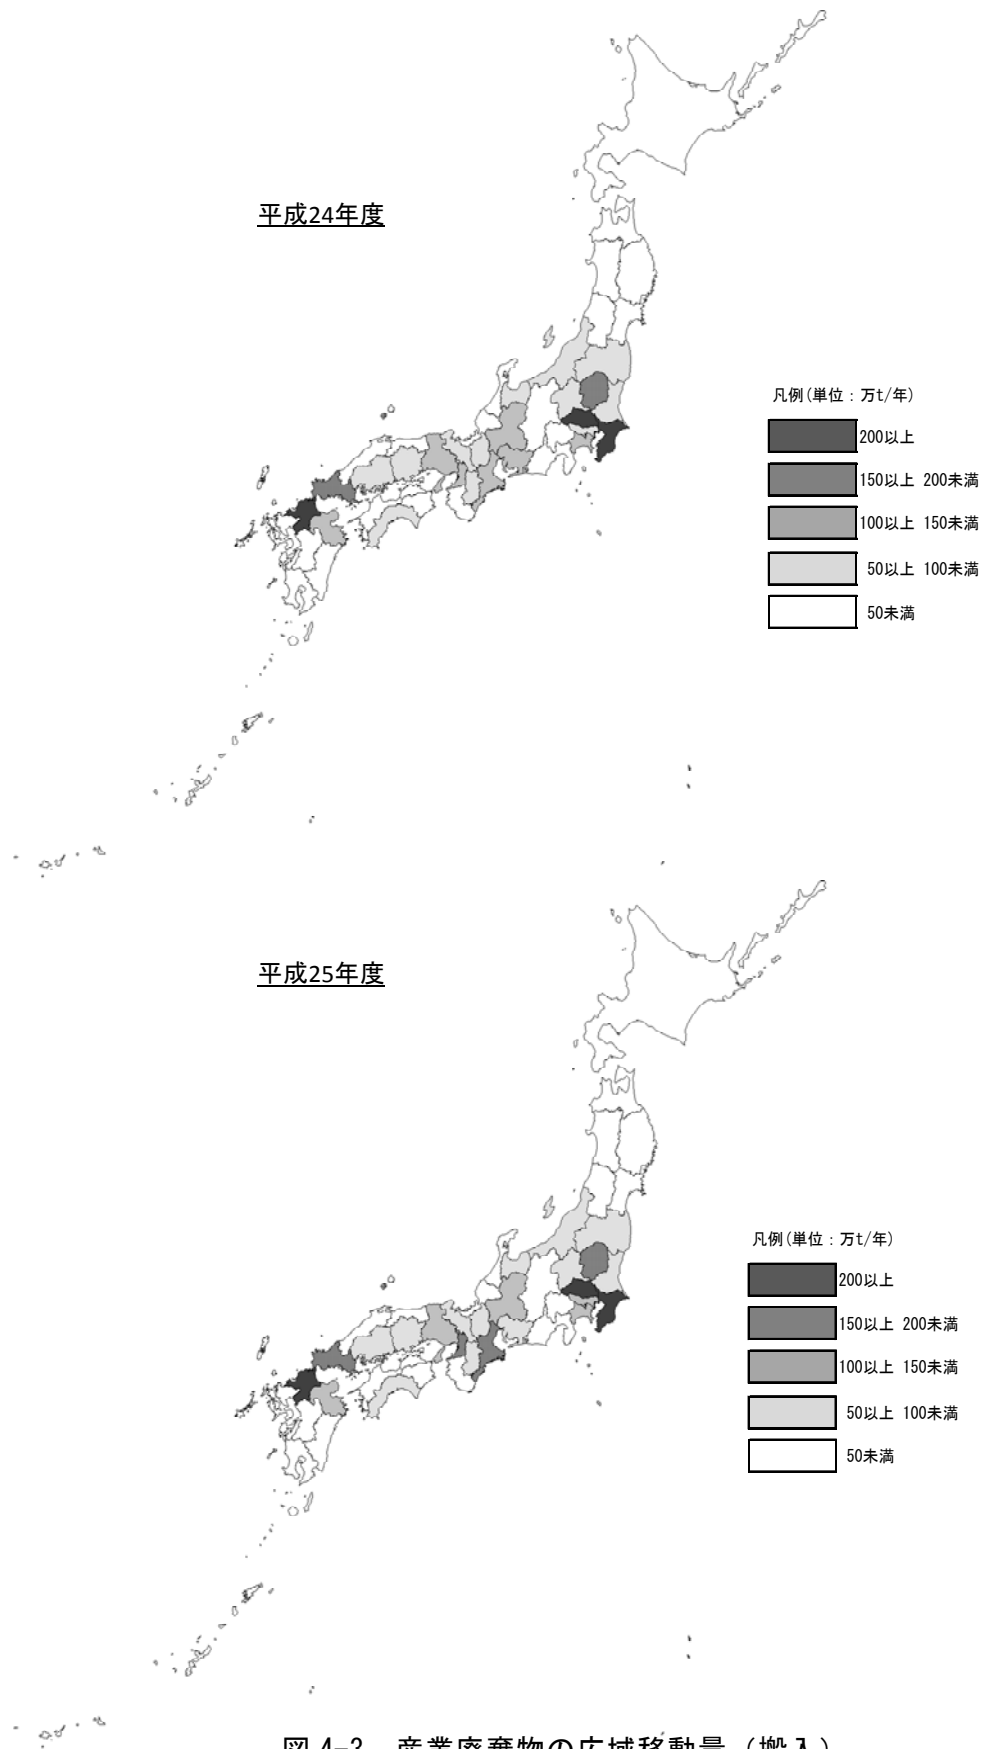 平成24年度
凡例(単位：万t/年)
200以上
150以上 200未満
100以上 150未満
50以上 100未満
50未満
平成25年度
凡例(単位：万t/年)
200以上
150以上 200未満
100以上 150未満
50以上 100未満
50未満
図 4-3 産業廃棄物の広域移動量（搬入）